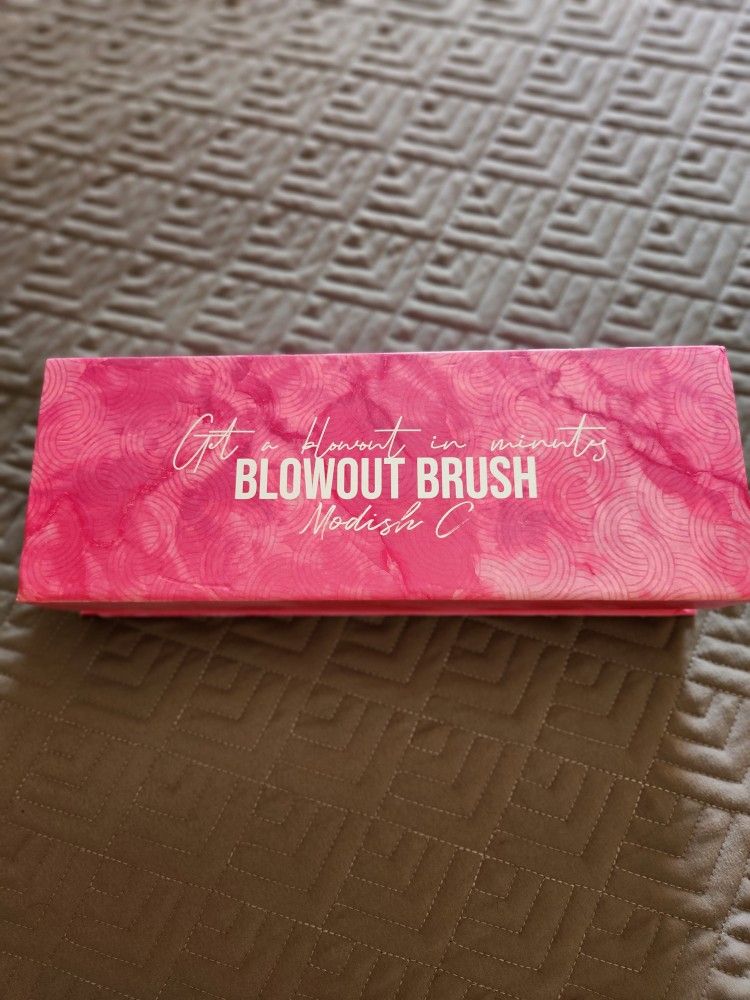 Get a blowout in minutes
BLOWOUT BRUSH
Modish C